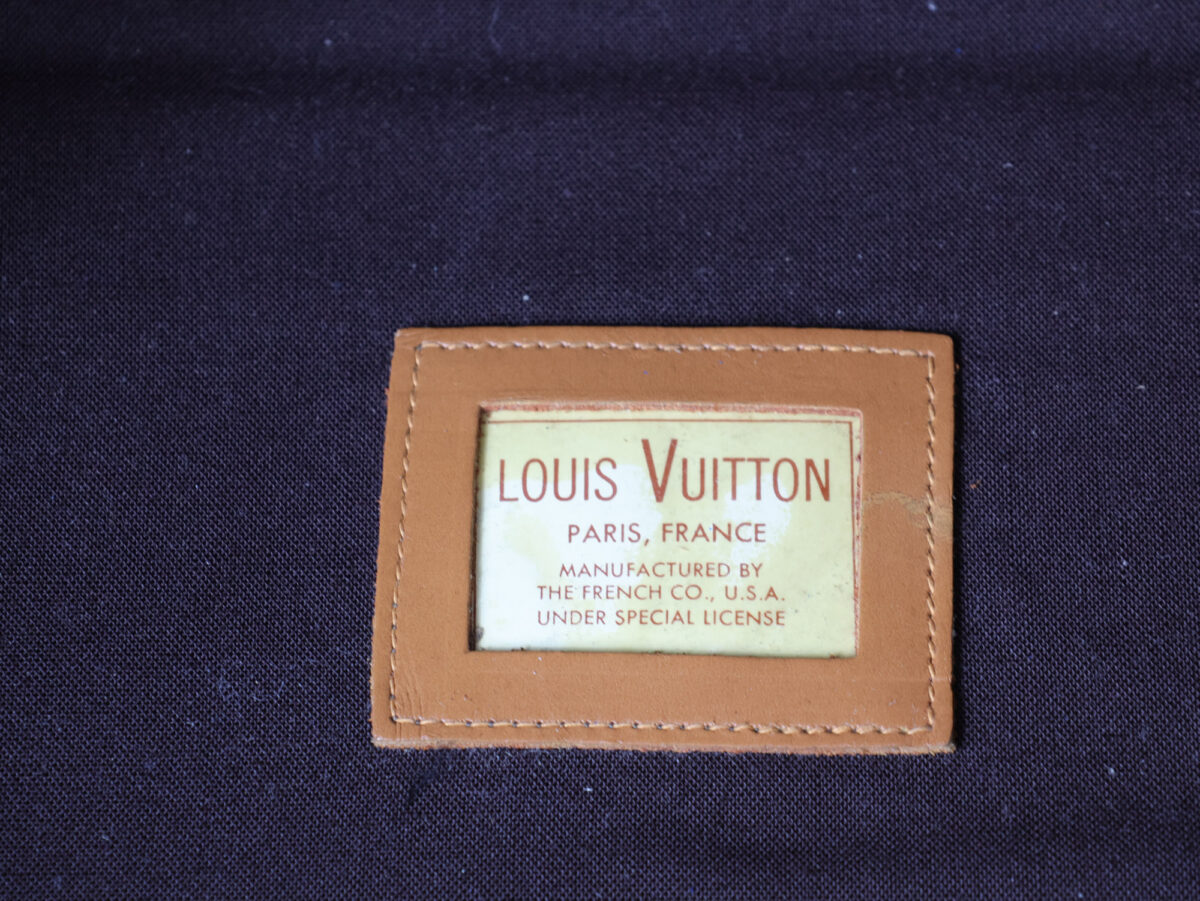 LOUIS VUITTON
PARIS, FRANCE
MANUFACTURED BY
THE FRENCH CO., U.S.A.
UNDER SPECIAL LICENSE